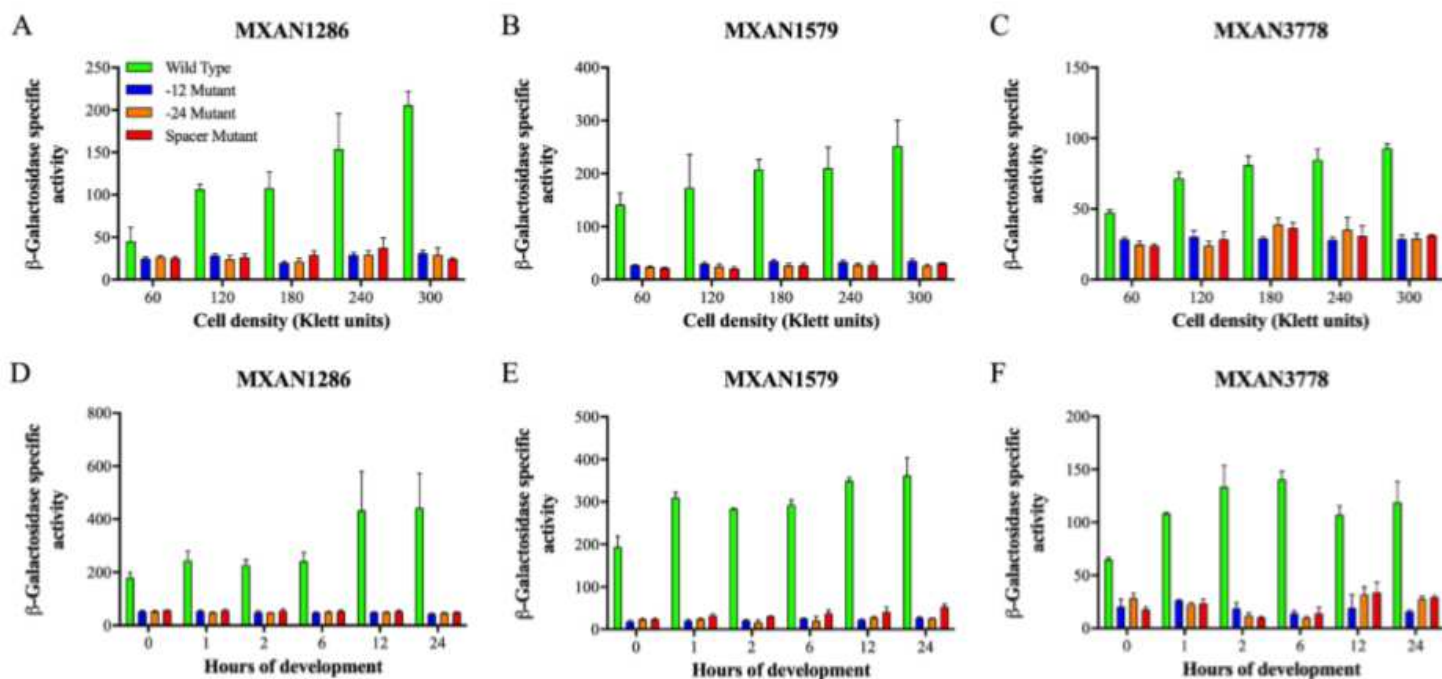 A
MXAN1286
β-Galactosidase specific
activity
250
200
150
100
50
0
Wild Type
-12 Mutant
-24 Mutant
Spacer Mutant
60 120 180 240 300
Cell density (Klett units)
B
MXAN1579
β-Galactosidase specific
activity
400
300
200
100
0
60 120 180 240 300
Cell density (Klett units)
C
MXAN3778
β-Galactosidase specific
activity
150
100
50
0
60 120 180 240 300
Cell density (Klett units)
D
MXAN1286
β-Galactosidase specific
activity
800
600
400
200
0
0 1 2 6 12 24
Hours of development
E
MXAN1579
β-Galactosidase specific
activity
500
400
300
200
100
0
0 1 2 6 12 24
Hours of development
F
MXAN3778
β-Galactosidase specific
activity
200
150
100
50
0
0 1 2 6 12 24
Hours of development